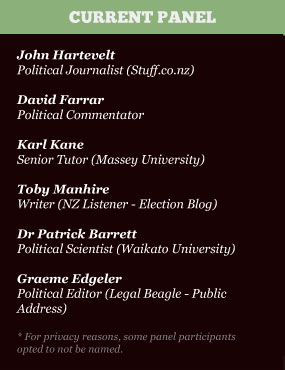 CURRENT PANEL
John Hartevelt
Political Journalist (Stuff.co.nz)
David Farrar
Political Commentator
Karl Kane
Senior Tutor (Massey University)
Toby Manhire
Writer (NZ Listener - Election Blog)
Dr Patrick Barrett
Political Scientist (Waikato University)
Graeme Edgeler
Political Editor (Legal Beagle - Public
Address)
* For privacy reasons, some panel participants
opted to not be named.